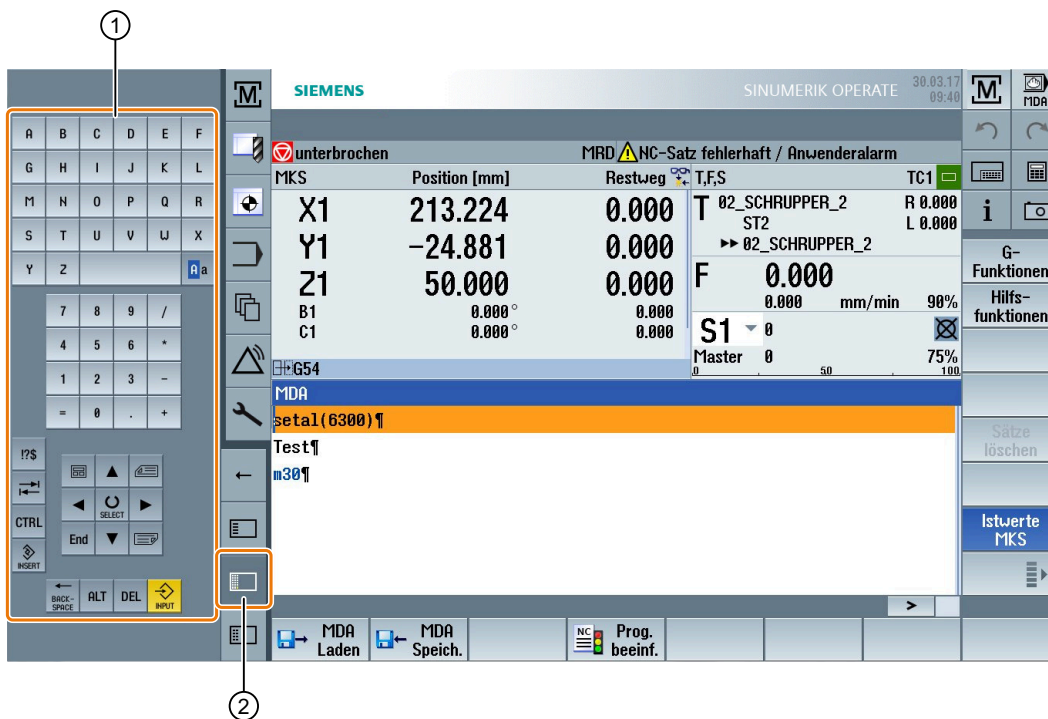 1
SIEMENS
SINUMERIK OPERATE
30.03.17
09:40
M
M
MDA
A B C D E F
G H I J K L
M N O P Q R
S T U V W X
Y Z Aa
7 8 9 /
4 5 6 *
1 2 3 -
= 0 . +
!?$
SELECT
CTRL
End
INSERT
BACK-
SPACE
ALT
DEL
INPUT
unterbrochen
MRD NC-Satz fehlerhaft / Anwenderalarm
MKS Position [mm] Restweg
X1 213.224 0.000
Y1 -24.881 0.000
Z1 50.000 0.000
B1 0.000° 0.000
C1 0.000° 0.000
G54
T,F,S TC1
T 02_SCHRUPPER_2 R 0.000
ST2 L 0.000
02_SCHRUPPER_2
F 0.000
0.000 mm/min 90%
S1 0
Master 0 75%
0 50 100
MDA
setal(6300)¶
Test¶
m30¶
i
G-
Funktionen
Hilfs-
funktionen
Sätze
löschen
Istwerte
MKS
>
MDA
Laden
MDA
Speich.
NC
Prog.
beeinf.
2